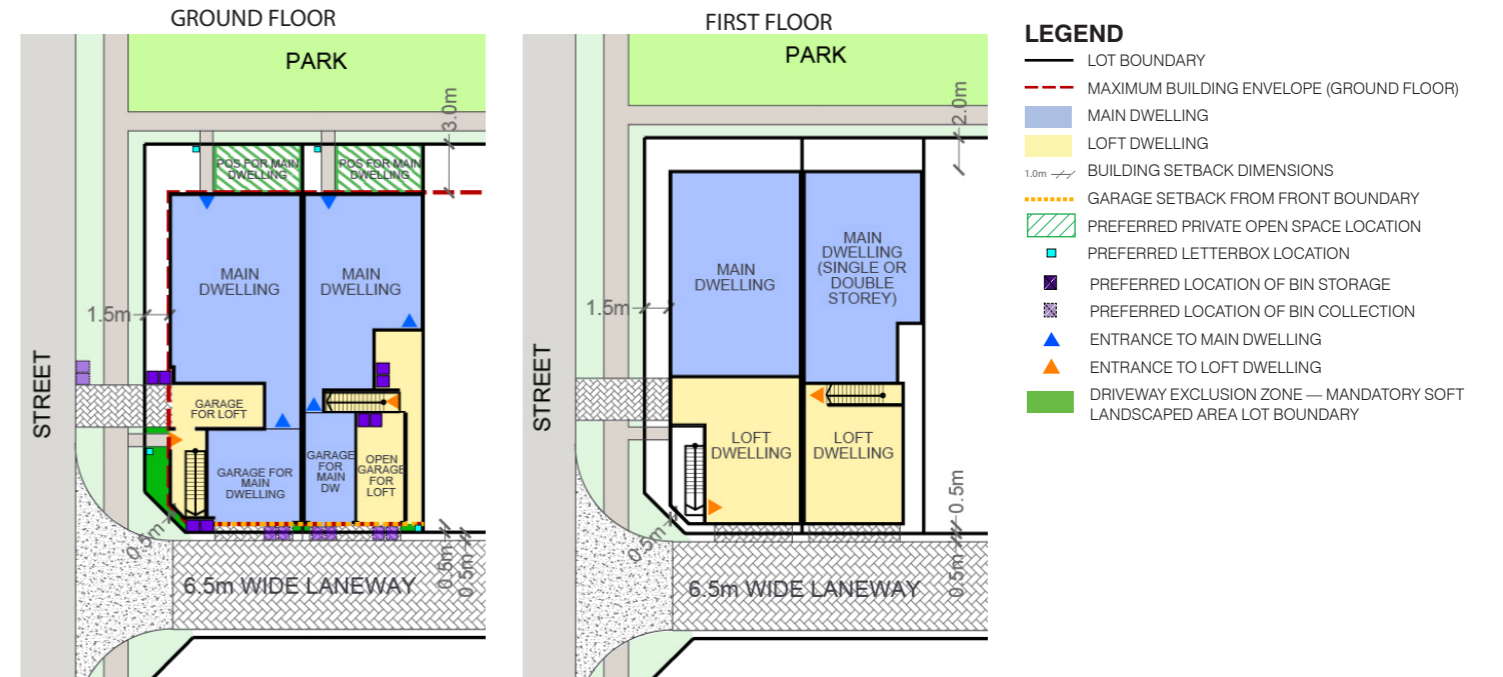 GROUND FLOOR
PARK
3.0m
POS FOR MAIN
DWELLING
POS FOR MAIN
DWELLING
MAIN
DWELLING
MAIN
DWELLING
1.5m
STREET
GARAGE
FOR LOFT
GARAGE FOR
MAIN
DWELLING
GARAGE
FOR
MAIN
DW
OPEN
GARAGE
FOR
LOFT
0.5m
0.5m
0.5m
6.5m WIDE LANEWAY
FIRST FLOOR
PARK
2.0m
MAIN
DWELLING
MAIN
DWELLING
(SINGLE OR
DOUBLE
STOREY)
1.5m
STREET
LOFT
DWELLING
LOFT
DWELLING
0.5m
0.5m
0.5m
6.5m WIDE LANEWAY
LEGEND
LOT BOUNDARY
MAXIMUM BUILDING ENVELOPE (GROUND FLOOR)
MAIN DWELLING
LOFT DWELLING
1.0m BUILDING SETBACK DIMENSIONS
GARAGE SETBACK FROM FRONT BOUNDARY
PREFERRED PRIVATE OPEN SPACE LOCATION
PREFERRED LETTERBOX LOCATION
PREFERRED LOCATION OF BIN STORAGE
PREFERRED LOCATION OF BIN COLLECTION
ENTRANCE TO MAIN DWELLING
ENTRANCE TO LOFT DWELLING
DRIVEWAY EXCLUSION ZONE — MANDATORY SOFT
LANDSCAPED AREA LOT BOUNDARY